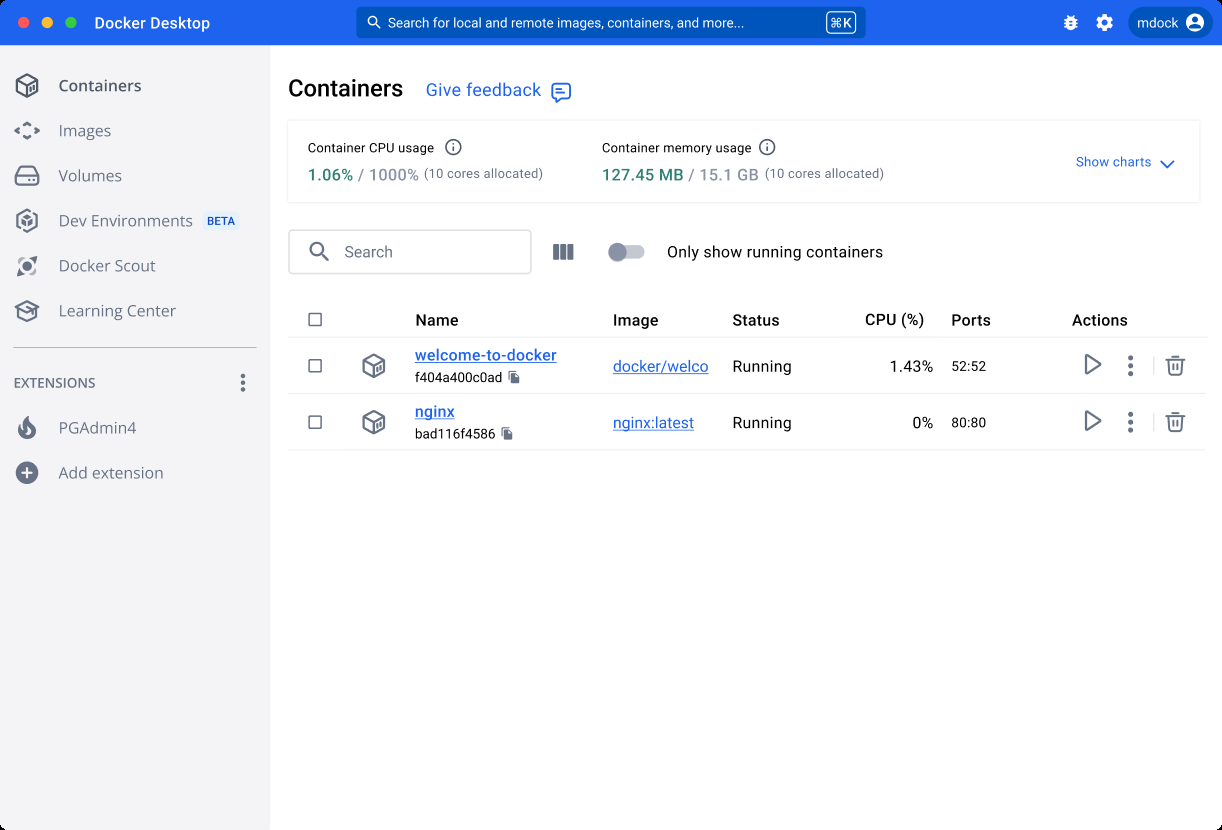 Docker Desktop
Search for local and remote images, containers, and more...
⌘K
mdock
Containers
Images
Volumes
Dev Environments BETA
Docker Scout
Learning Center
EXTENSIONS
PGAdmin4
Add extension
Containers Give feedback
Container CPU usage
1.06% / 1000% (10 cores allocated)
Container memory usage
127.45 MB / 15.1 GB (10 cores allocated)
Show charts
Search
Only show running containers
Name Image Status CPU (%) Ports Actions
welcome-to-docker
f404a400c0ad
docker/welco Running 1.43% 52:52
nginx
bad116f4586
nginx:latest Running 0% 80:80